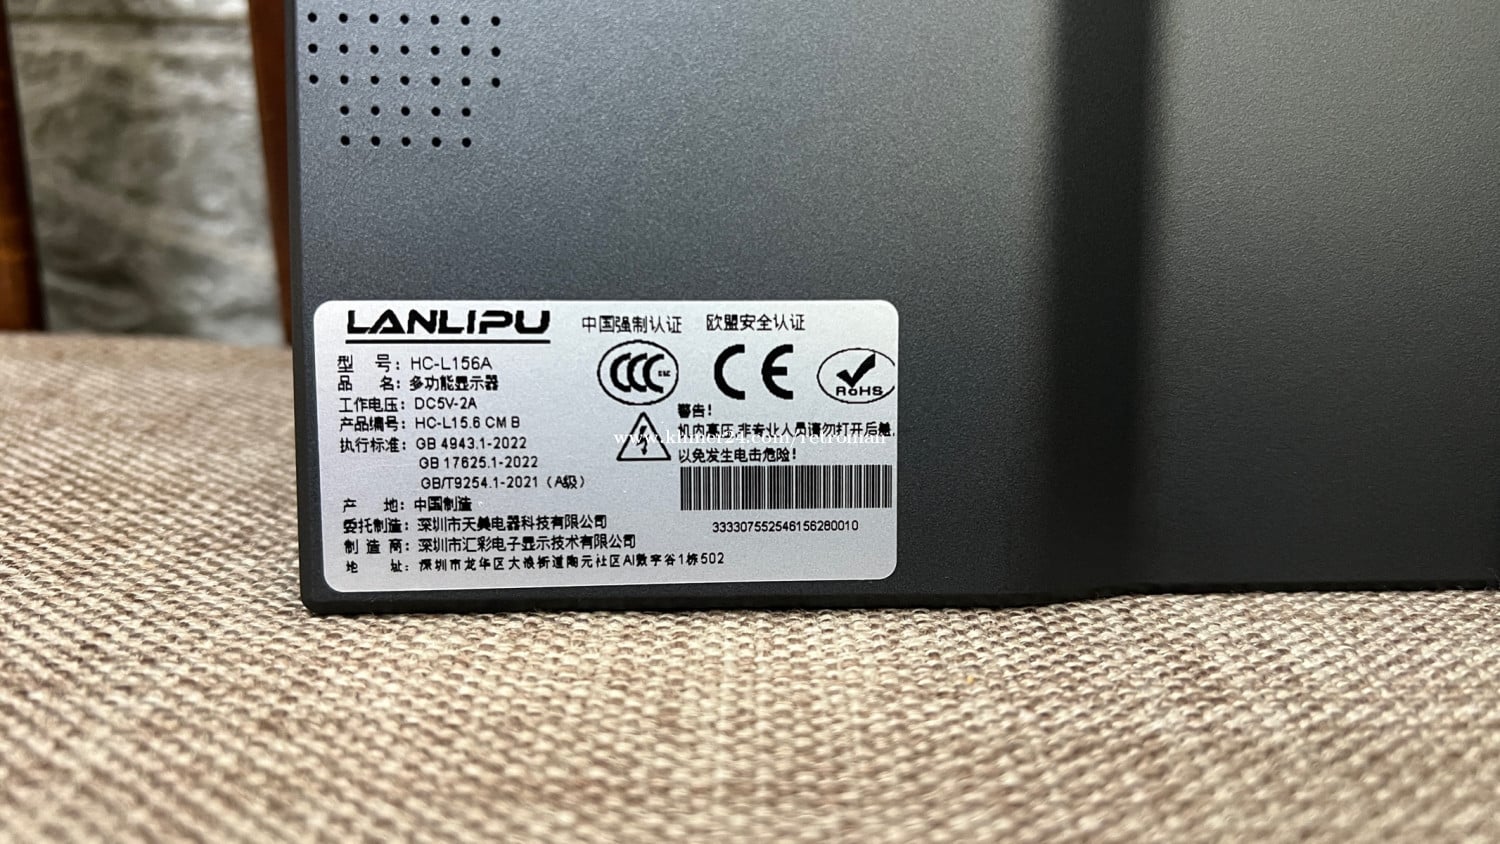 LANLIPU
中国强制认证 欧盟安全认证
型 号：HC-L156A
品 名：多功能显示器
工作电压：DC5V-2A
产品编号：HC-L15.6 CM B
执行标准：GB 4943.1-2022
GB 17625.1-2022
GB/T9254.1-2021（A级）
产 地：中国制造
委托制造：深圳市天美电器科技有限公司
制 造 商：深圳市汇彩电子显示技术有限公司
地 址：深圳市龙华区大浪街道陶元社区AI数字谷1栋502
CCC
CE
RoHS
警告！
机内高压,非专业人员请勿打开后盖,
以免发生电击危险！
333307552546156280010
www.khmer24.com/retroman